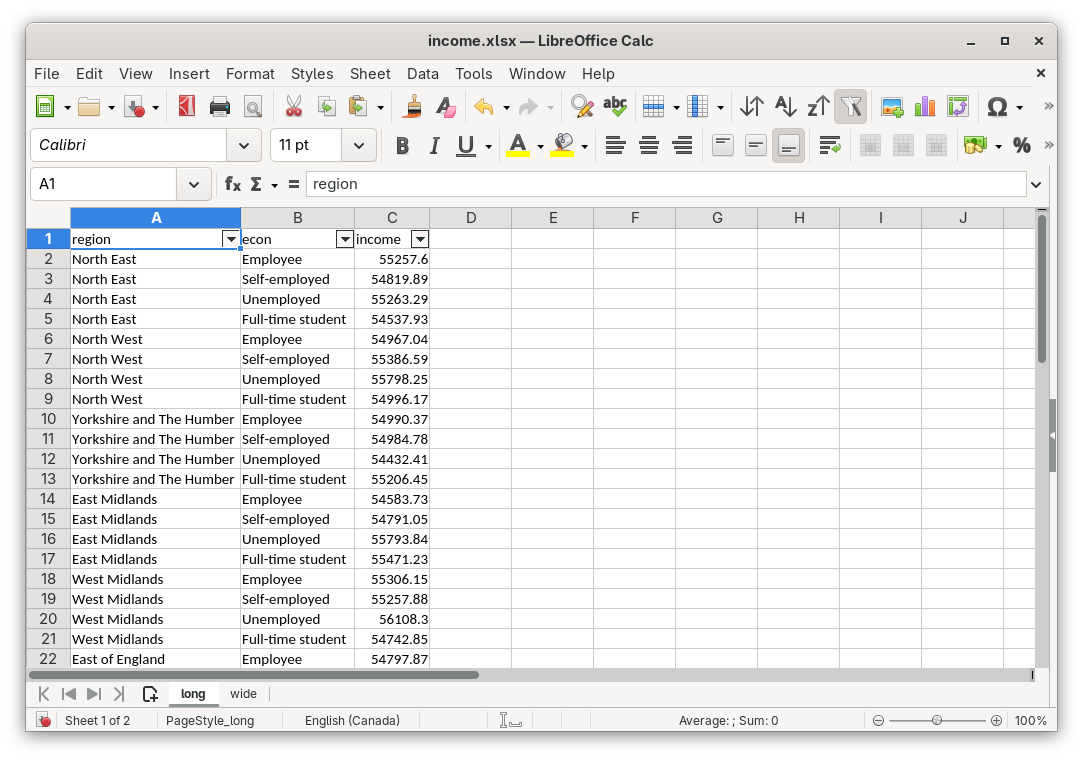 income.xlsx — LibreOffice Calc
File Edit View Insert Format Styles Sheet Data Tools Window Help
Calibri 11 pt B I U A %
A1 fx Σ = region
A B C D E F G H I J
1 region econ income
2 North East Employee 55257.6
3 North East Self-employed 54819.89
4 North East Unemployed 55263.29
5 North East Full-time student 54537.93
6 North West Employee 54967.04
7 North West Self-employed 55386.59
8 North West Unemployed 55798.25
9 North West Full-time student 54996.17
10 Yorkshire and The Humber Employee 54990.37
11 Yorkshire and The Humber Self-employed 54984.78
12 Yorkshire and The Humber Unemployed 54432.41
13 Yorkshire and The Humber Full-time student 55206.45
14 East Midlands Employee 54583.73
15 East Midlands Self-employed 54791.05
16 East Midlands Unemployed 55793.84
17 East Midlands Full-time student 55471.23
18 West Midlands Employee 55306.15
19 West Midlands Self-employed 55257.88
20 West Midlands Unemployed 56108.3
21 West Midlands Full-time student 54742.85
22 East of England Employee 54797.87
long wide
Sheet 1 of 2 PageStyle_long English (Canada) Average: ; Sum: 0 100%